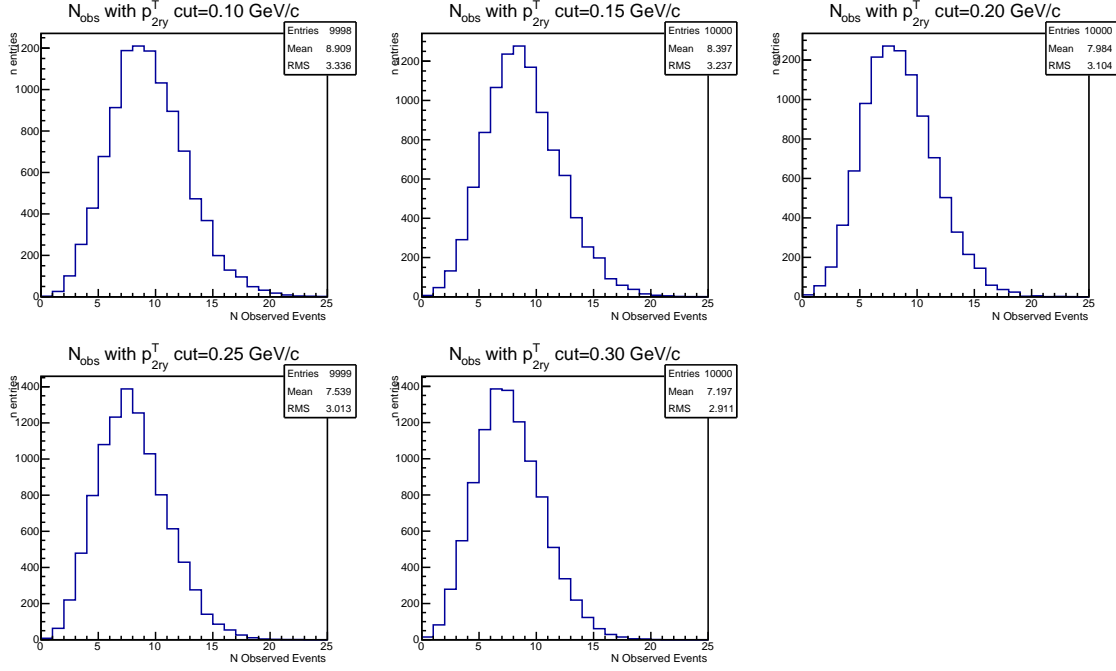 N_obs with p^T_2ry cut=0.10 GeV/c
n entries
Entries 9998
Mean 8.909
RMS 3.336
0 200 400 600 800 1000 1200
0 5 10 15 20 25
N Observed Events
N_obs with p^T_2ry cut=0.15 GeV/c
n entries
Entries 10000
Mean 8.397
RMS 3.237
0 200 400 600 800 1000 1200
0 5 10 15 20 25
N Observed Events
N_obs with p^T_2ry cut=0.20 GeV/c
n entries
Entries 10000
Mean 7.984
RMS 3.104
0 200 400 600 800 1000 1200
0 5 10 15 20 25
N Observed Events
N_obs with p^T_2ry cut=0.25 GeV/c
n entries
Entries 9999
Mean 7.539
RMS 3.013
0 200 400 600 800 1000 1200 1400
0 5 10 15 20 25
N Observed Events
N_obs with p^T_2ry cut=0.30 GeV/c
n entries
Entries 10000
Mean 7.197
RMS 2.911
0 200 400 600 800 1000 1200 1400
0 5 10 15 20 25
N Observed Events